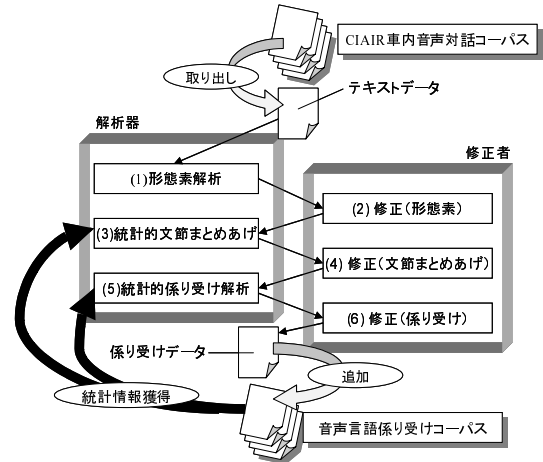 CIAIR車内音声対話コーパス
取り出し
テキストデータ
解析器
修正者
(1)形態素解析
(2) 修正(形態素)
(3)統計的文節まとめあげ
(4) 修正(文節まとめあげ)
(5)統計的係り受け解析
(6) 修正(係り受け)
係り受けデータ
追加
統計情報獲得
音声言語係り受けコーパス